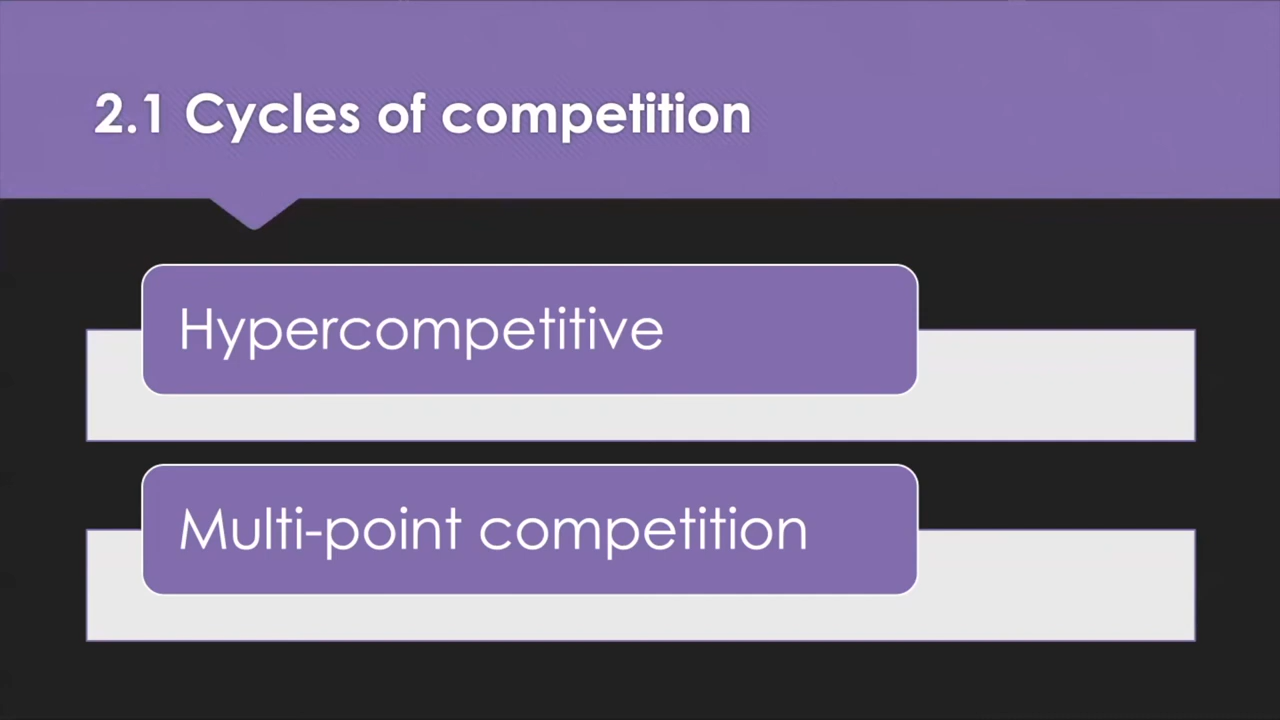 2.1 Cycles of competition
Hypercompetitive
Multi-point competition